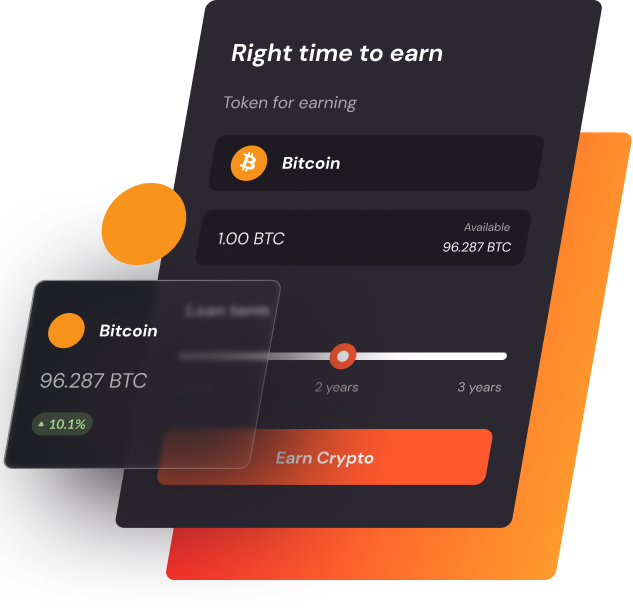 Right time to earn
Token for earning
Bitcoin
1.00 BTC
Available
96.287 BTC
Loan term
2 years
3 years
Earn Crypto
Bitcoin
96.287 BTC
10.1%